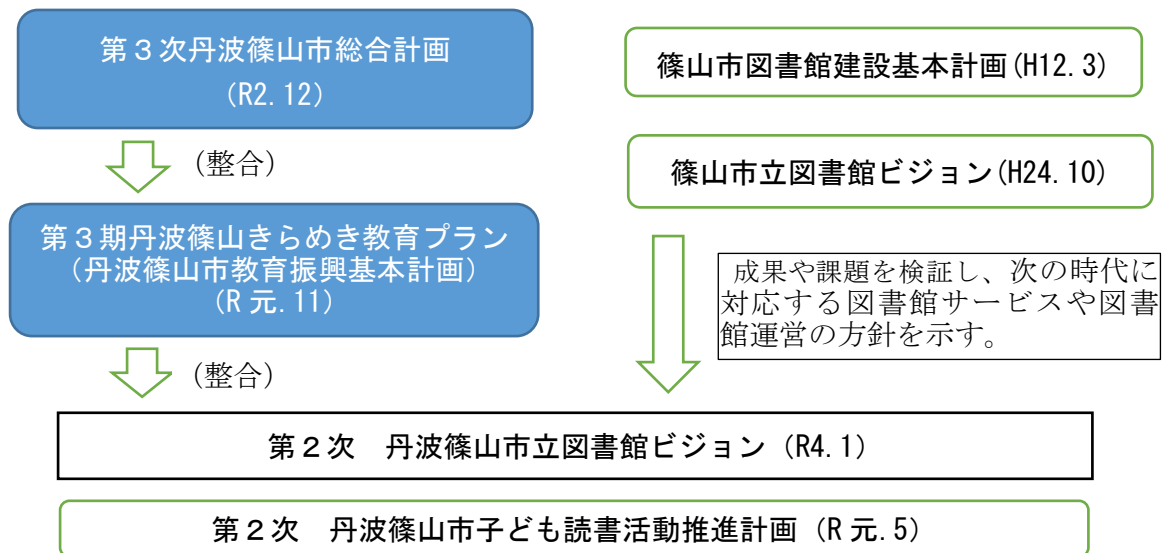 第３次丹波篠山市総合計画
(R2.12)
(整合)
第３期丹波篠山きらめき教育プラン
(丹波篠山市教育振興基本計画)
(R元.11)
(整合)
篠山市図書館建設基本計画(H12.3)
篠山市立図書館ビジョン(H24.10)
成果や課題を検証し、次の時代に
対応する図書館サービスや図書
館運営の方針を示す。
第２次　丹波篠山市立図書館ビジョン (R4.1)
第２次　丹波篠山市子ども読書活動推進計画 (R元.5)